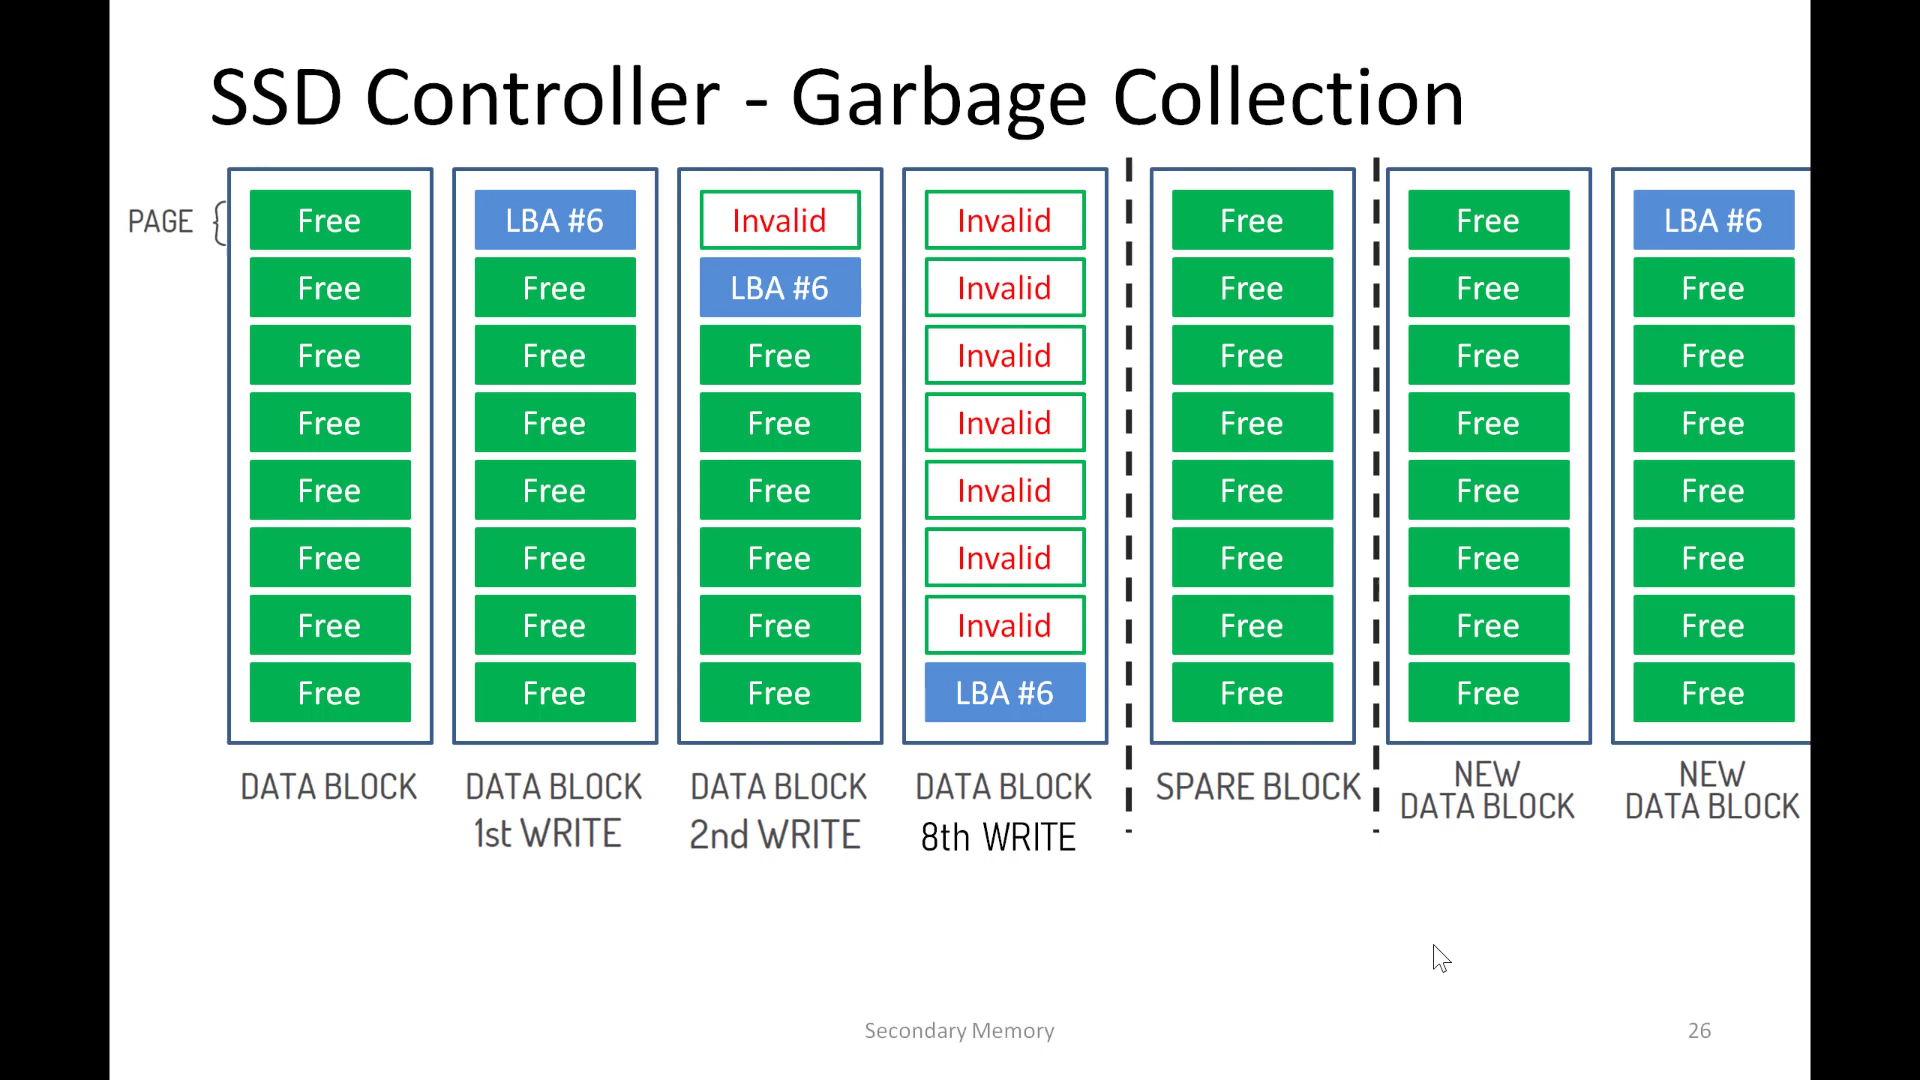 SSD Controller - Garbage Collection
PAGE
Free LBA #6 Invalid Invalid Free Free LBA #6
Free Free LBA #6 Invalid Free Free Free
Free Free Free Invalid Free Free Free
Free Free Free Invalid Free Free Free
Free Free Free Invalid Free Free Free
Free Free Free Invalid Free Free Free
Free Free Free Invalid Free Free Free
Free Free Free LBA #6 Free Free Free
DATA BLOCK
DATA BLOCK
1st WRITE
DATA BLOCK
2nd WRITE
DATA BLOCK
8th WRITE
SPARE BLOCK
NEW
DATA BLOCK
NEW
DATA BLOCK
Secondary Memory
26